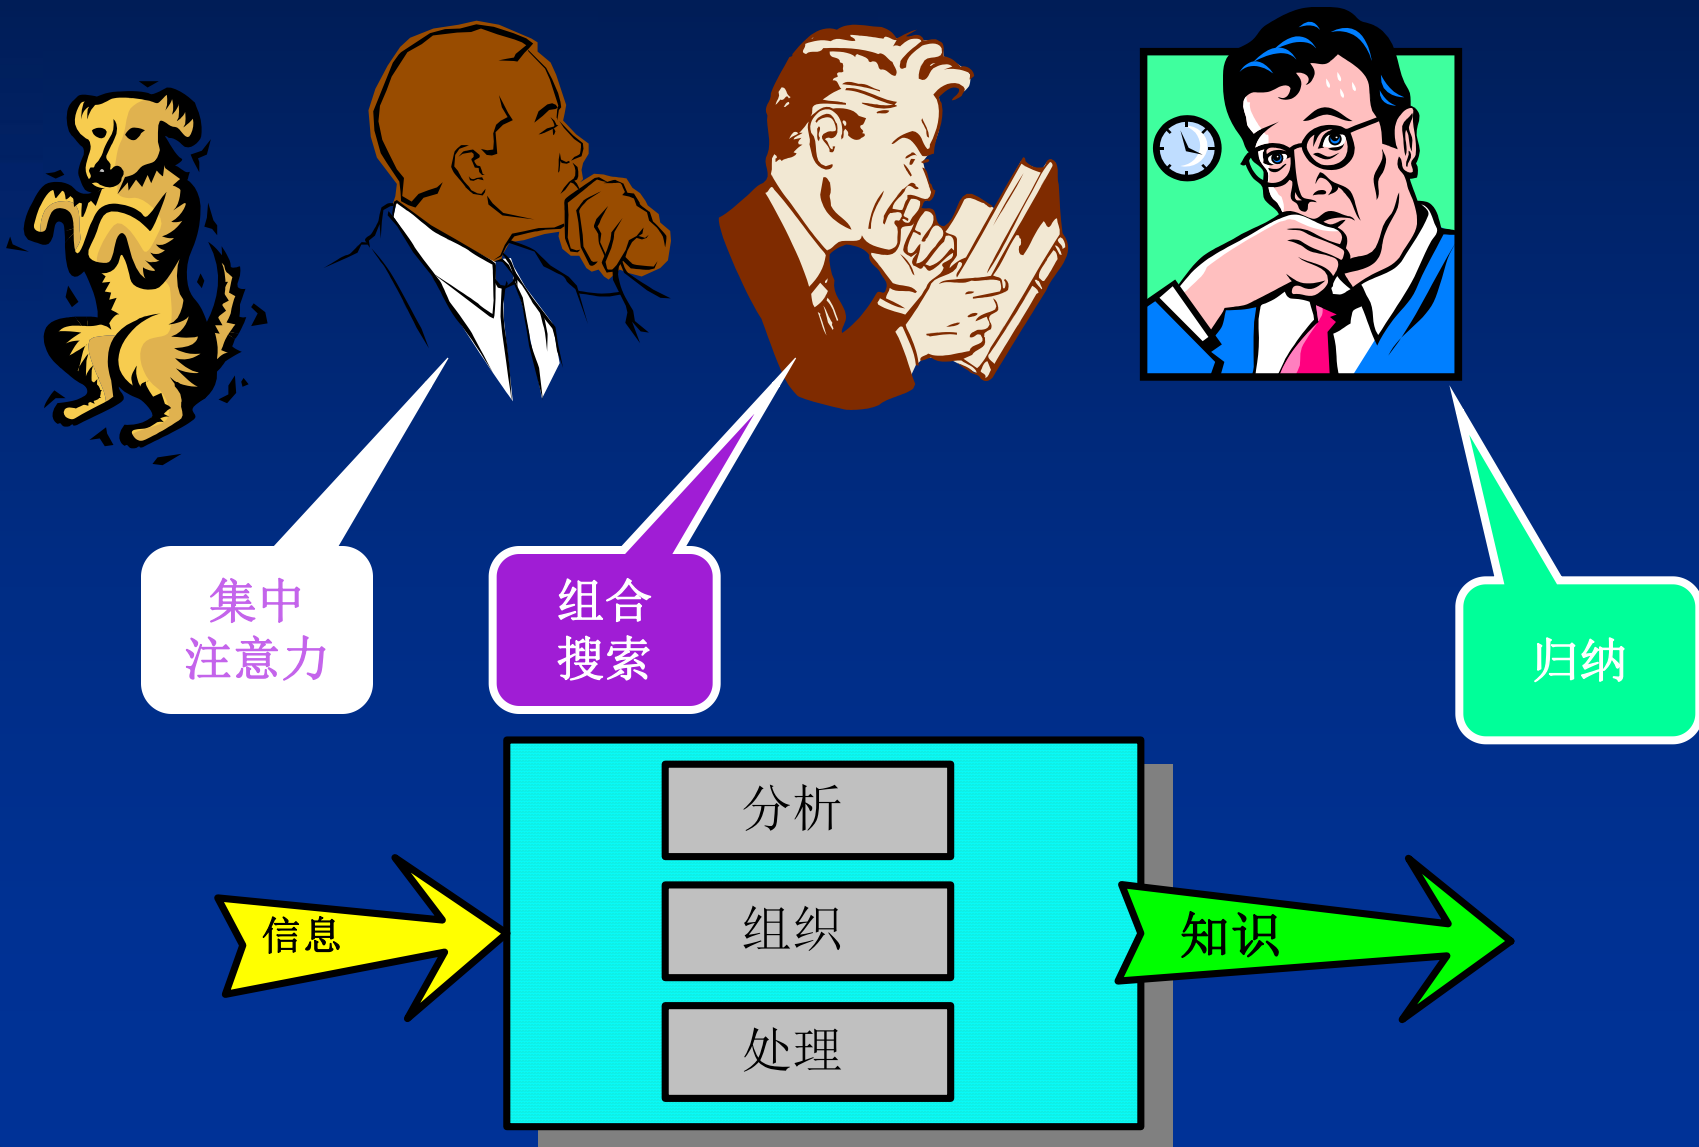 集中
注意力
组合
搜索
归纳
分析
信息
组织
知识
处理